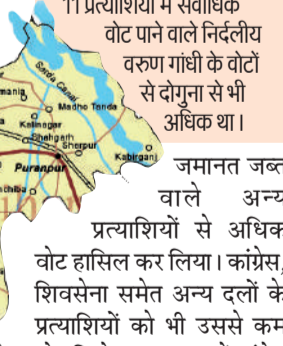 11 प्रत्याशियों में सर्वाधिक
वोट पाने वाले निर्दलीय
वरुण गांधी के वोटों
से दोगुना से भी
अधिक था।
Sarda Canal
Madho Tanda
Kalinagar
Shahgarh
Sherpur
Kabirganj
Puranpur
जमानत जब्त
वाले अन्य
प्रत्याशियों से अधिक
वोट हासिल कर लिया। कांग्रेस,
शिवसेना समेत अन्य दलों के
प्रत्याशियों को भी उससे कम